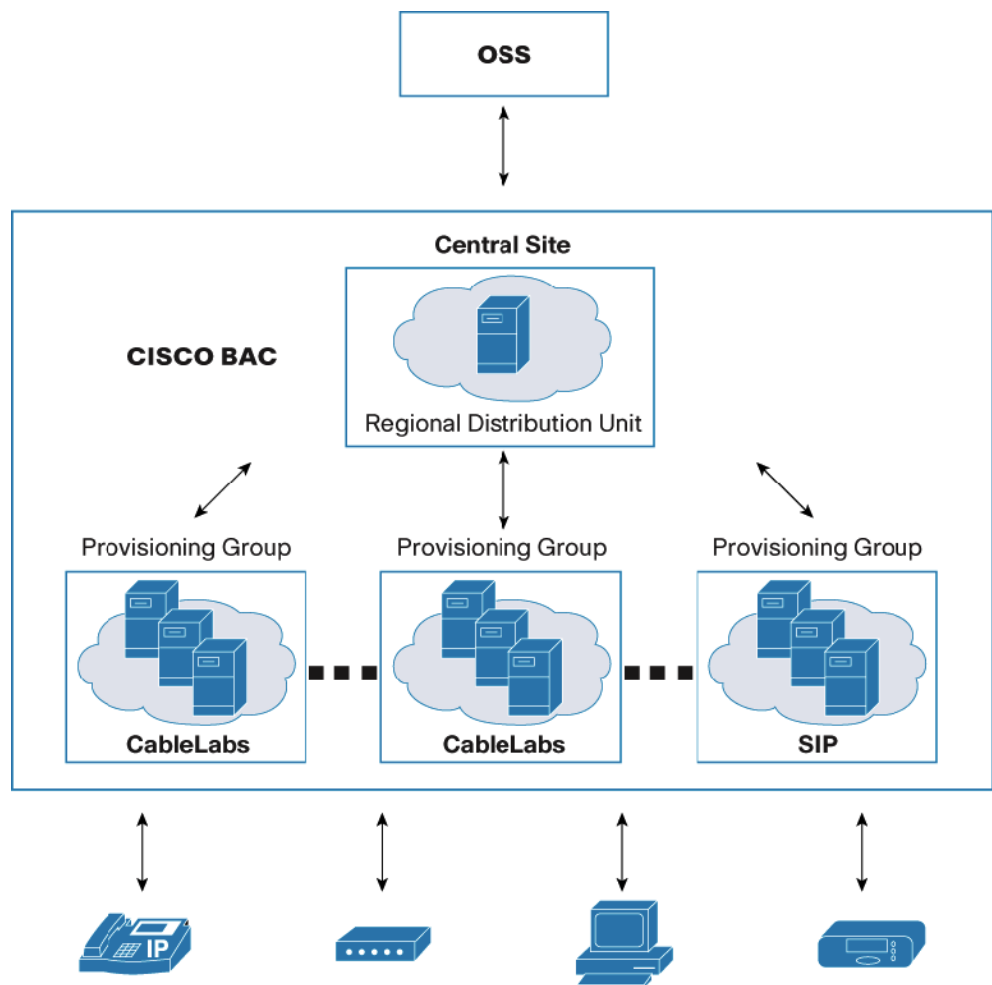 OSS
Central Site
CISCO BAC
Regional Distribution Unit
Provisioning Group
Provisioning Group
Provisioning Group
CableLabs
CableLabs
SIP
IP